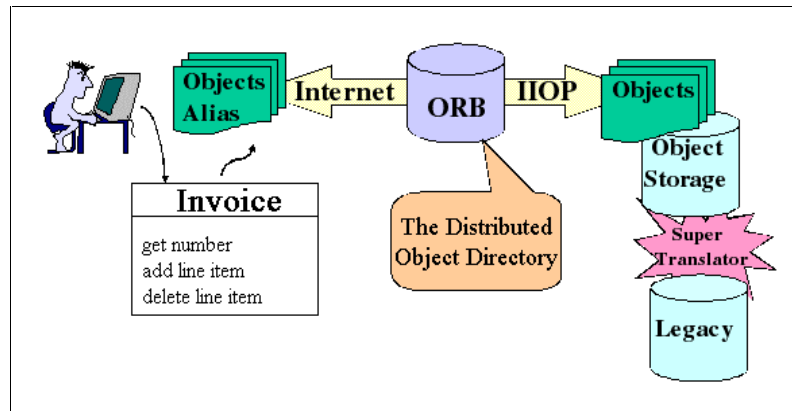 Objects
Alias
Internet
ORB
IIOP
Objects
Object
Storage
Invoice
get number
add line item
delete line item
The Distributed
Object Directory
Super
Translator
Legacy